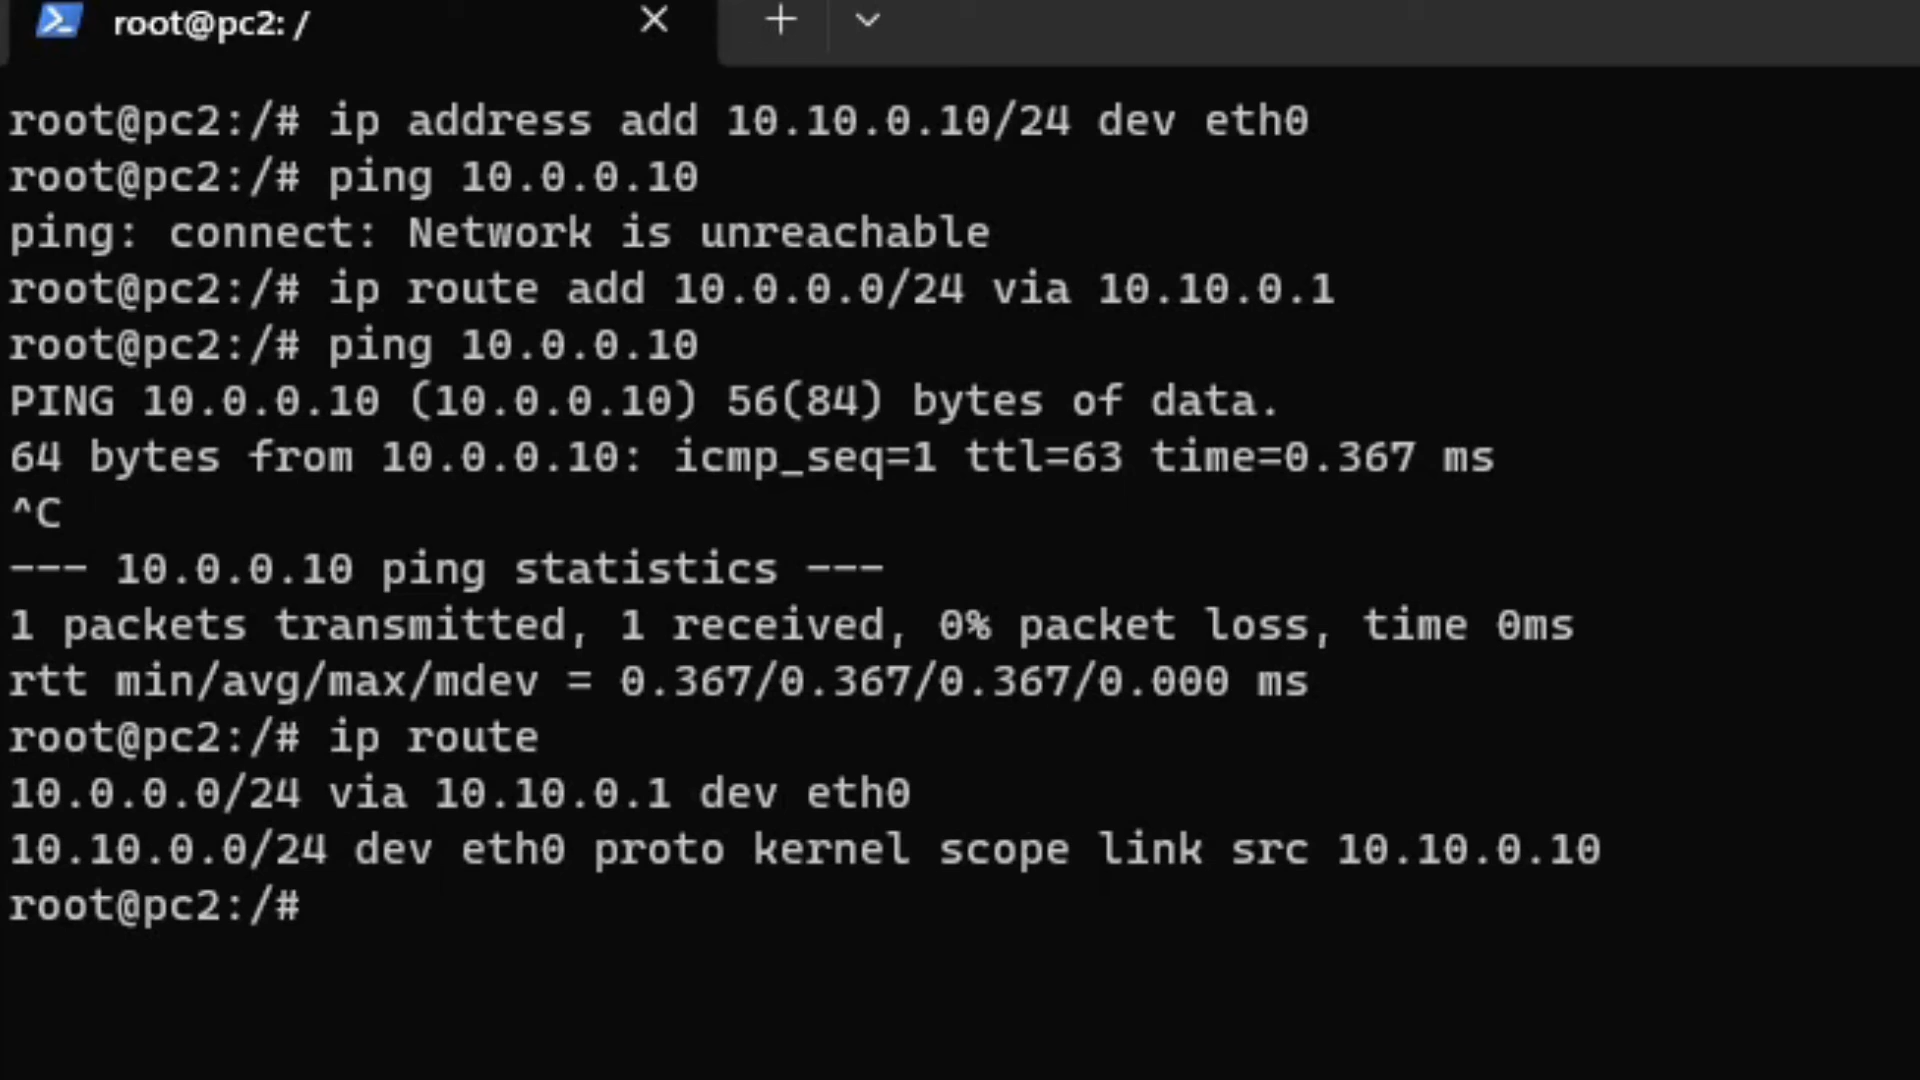 root@pc2: /
root@pc2:/# ip address add 10.10.0.10/24 dev eth0
root@pc2:/# ping 10.0.0.10
ping: connect: Network is unreachable
root@pc2:/# ip route add 10.0.0.0/24 via 10.10.0.1
root@pc2:/# ping 10.0.0.10
PING 10.0.0.10 (10.0.0.10) 56(84) bytes of data.
64 bytes from 10.0.0.10: icmp_seq=1 ttl=63 time=0.367 ms
^C
--- 10.0.0.10 ping statistics ---
1 packets transmitted, 1 received, 0% packet loss, time 0ms
rtt min/avg/max/mdev = 0.367/0.367/0.367/0.000 ms
root@pc2:/# ip route
10.0.0.0/24 via 10.10.0.1 dev eth0
10.10.0.0/24 dev eth0 proto kernel scope link src 10.10.0.10
root@pc2:/#